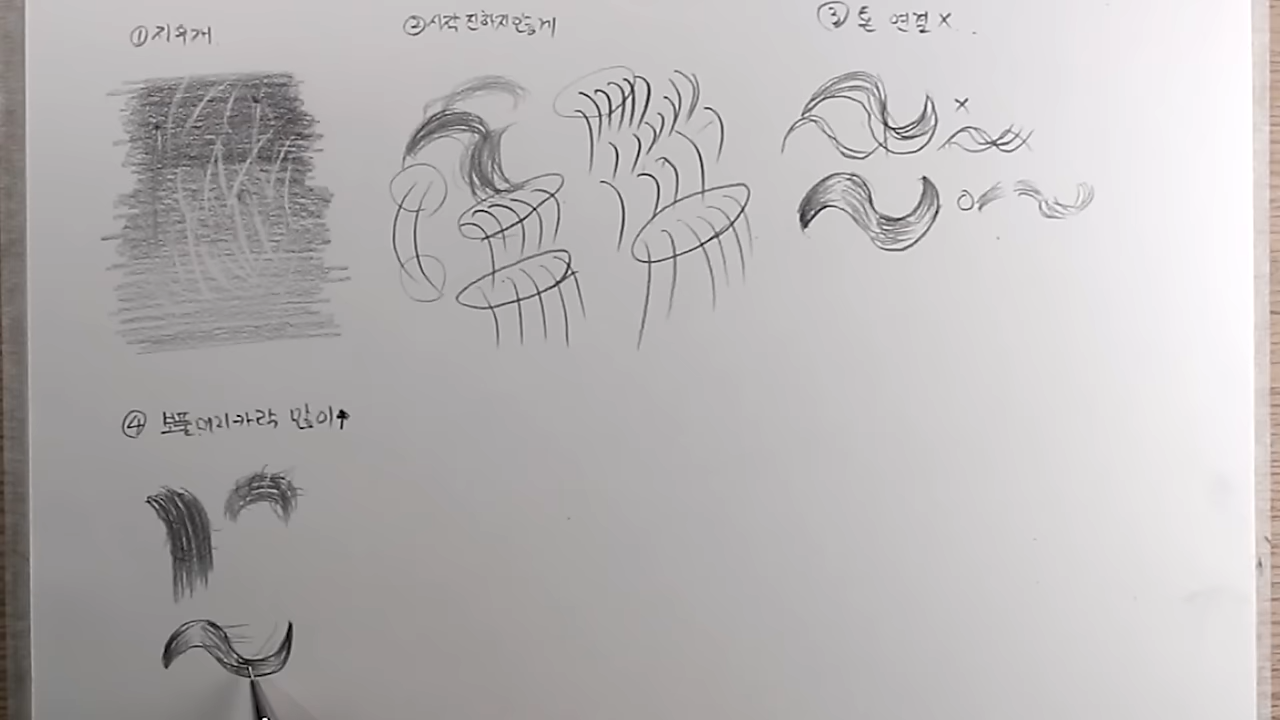 ① 지우개
② 시작 진하지 않게
③ 톤 연결 x
x
o
④ 보풀머리카락 많이↑